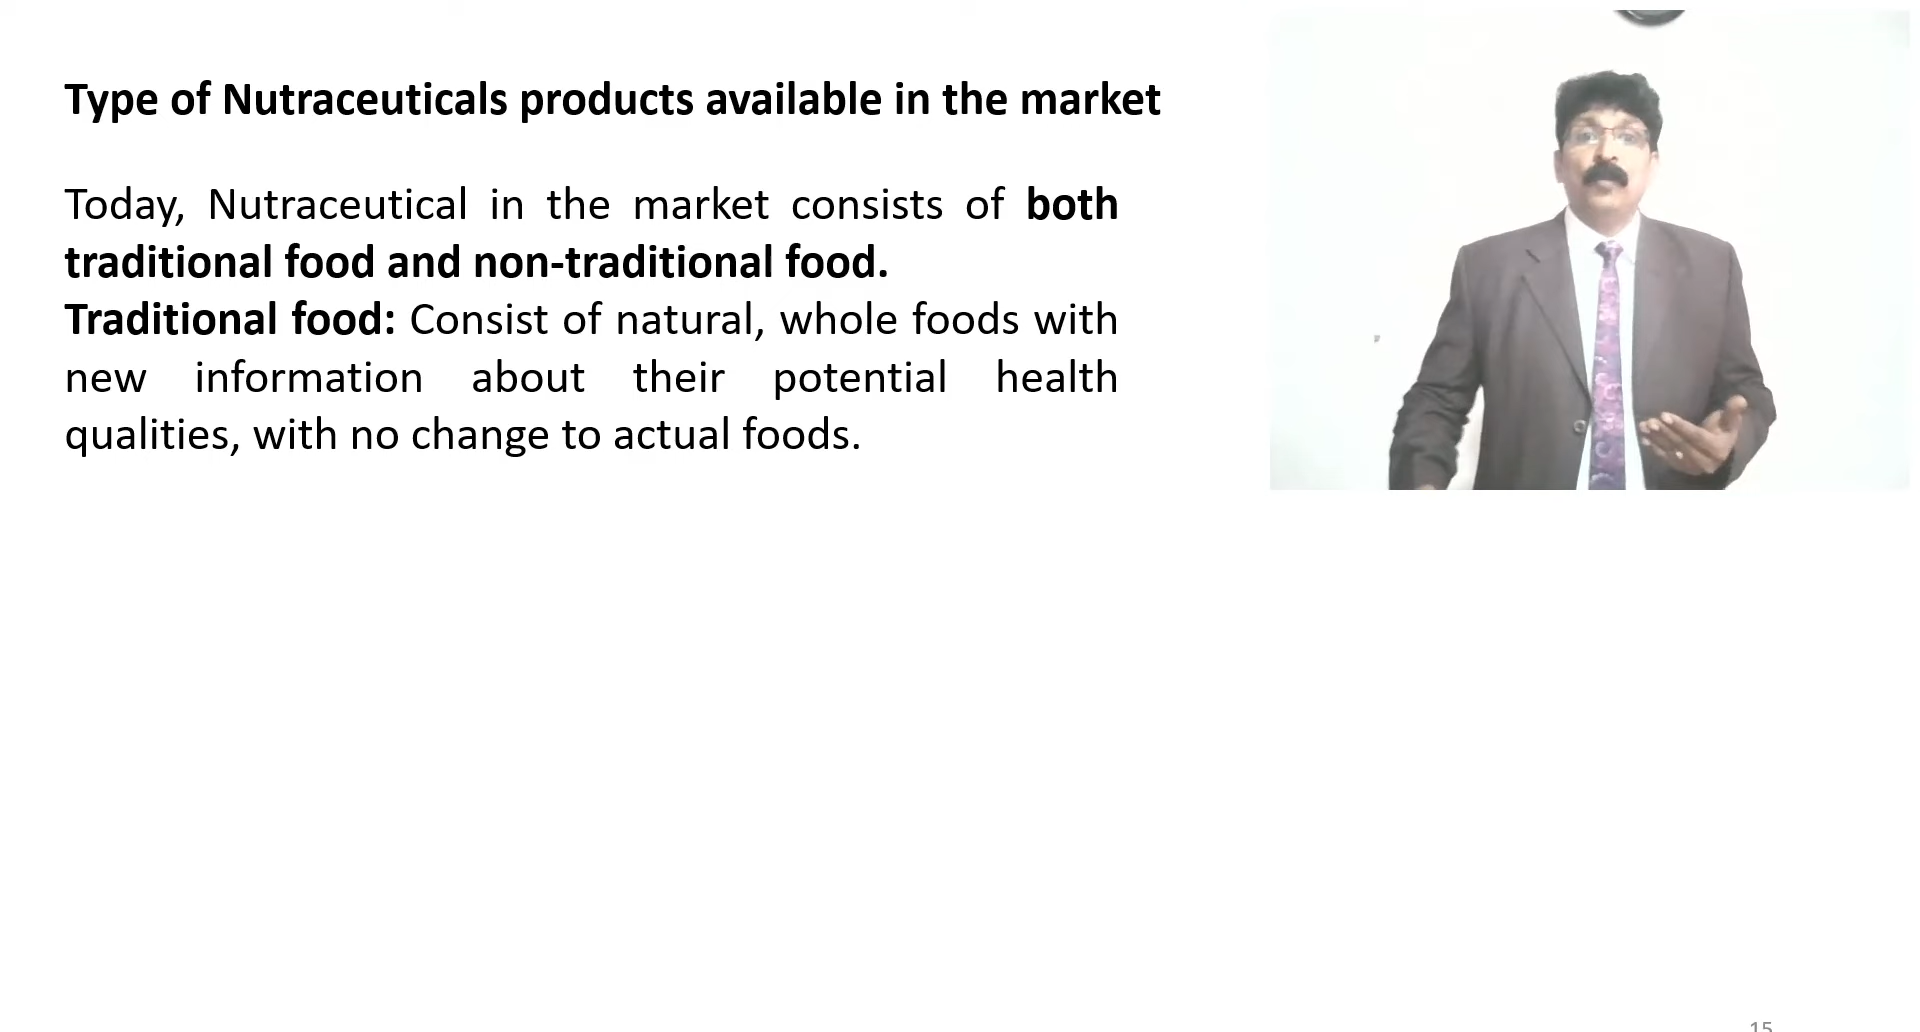 Type of Nutraceuticals products available in the market
Today, Nutraceutical in the market consists of both
traditional food and non-traditional food.
Traditional food: Consist of natural, whole foods with
new information about their potential health
qualities, with no change to actual foods.
15